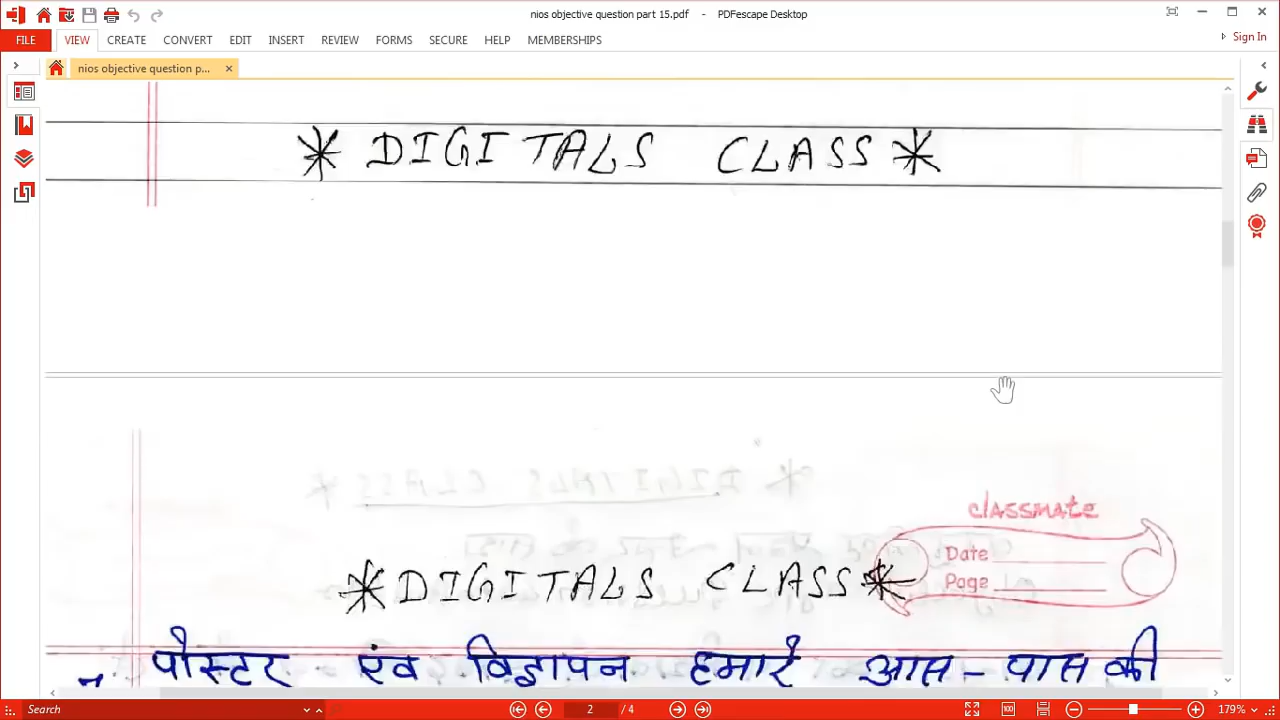 nios objective question part 15.pdf - PDFescape Desktop
FILE VIEW CREATE CONVERT EDIT INSERT REVIEW FORMS SECURE HELP MEMBERSHIPS
Sign In
nios objective question p...
* DIGITALS CLASS *
classmate
Date
Page
* DIGITALS CLASS *
पोस्टर एंव विज्ञापन हमारे आस-पास की
Search
2 / 4
179%